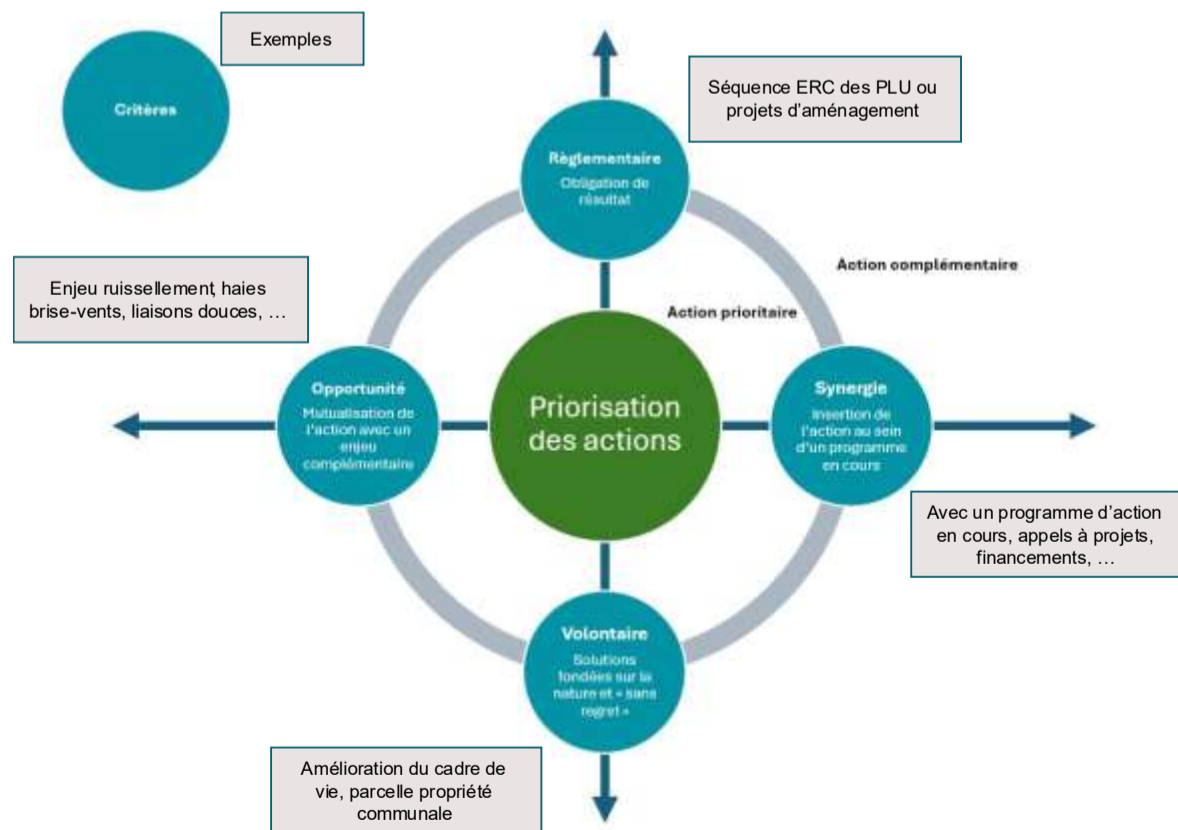 Exemples
Critères
Séquence ERC des PLU ou
projets d'aménagement
Règlementaire
Obligation de
résultat
Enjeu ruissellement, haies
brise-vents, liaisons douces, …
Action complémentaire
Action prioritaire
Opportunité
Mutualisation de
l'action avec un
enjeu
complémentaire
Priorisation
des actions
Synergie
Insertion de
l'action au sein
d'un programme
en cours
Avec un programme d'action
en cours, appels à projets,
financements, …
Volontaire
Solutions
fondées sur la
nature et « sans
regret »
Amélioration du cadre de
vie, parcelle propriété
communale